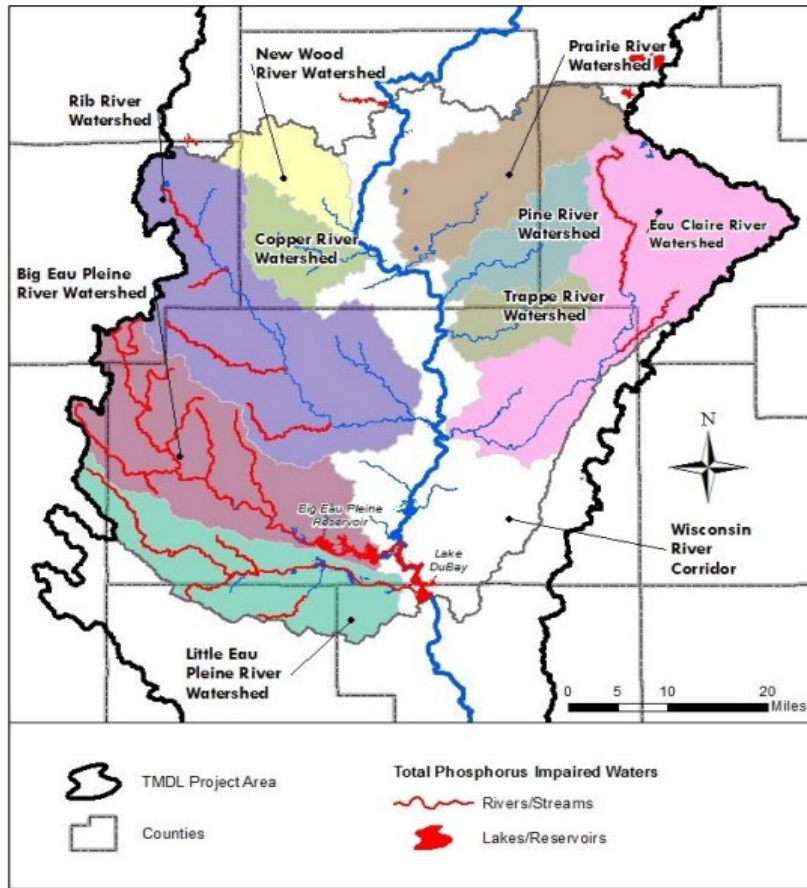 New Wood
River Watershed
Prairie River
Watershed
Rib River
Watershed
Copper River
Watershed
Pine River
Watershed
Eau Claire River
Watershed
Big Eau Pleine
River Watershed
Trappe River
Watershed
N
Big Eau Pleine
Reservoir
Lake
DuBay
Wisconsin
River
Corridor
Little Eau
Pleine River
Watershed
0 5 10 20
Miles
TMDL Project Area
Counties
Total Phosphorus Impaired Waters
Rivers/Streams
Lakes/Reservoirs